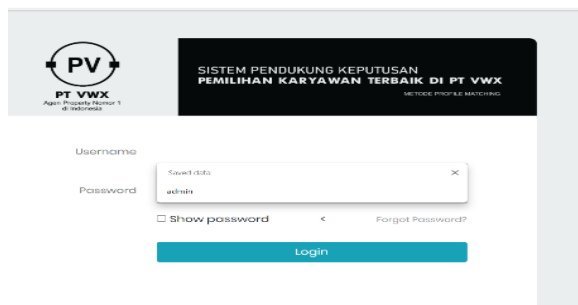 PV
PT VWX
Agen Property Nomor 1
di Indonesia
SISTEM PENDUKUNG KEPUTUSAN
PEMILIHAN KARYAWAN TERBAIK DI PT VWX
METODE PROFILE MATCHING
Username
Saved data
Password
admin
Show password
Forgot Password?
Login